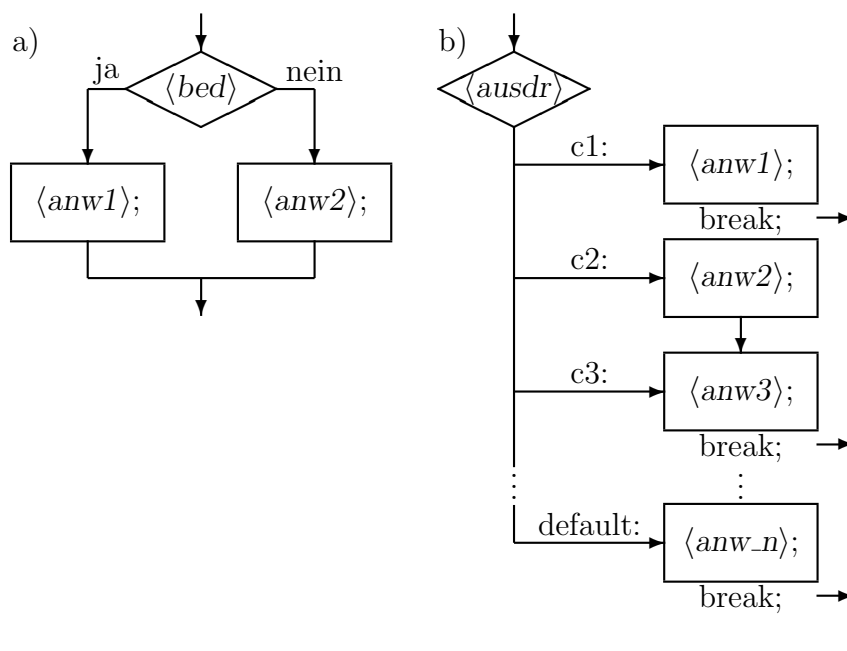 a)
ja
⟨bed⟩
nein
⟨anw1⟩;
⟨anw2⟩;
b)
⟨ausdr⟩
c1:
⟨anw1⟩;
break;
c2:
⟨anw2⟩;
c3:
⟨anw3⟩;
break;
default:
⟨anw_n⟩;
break;